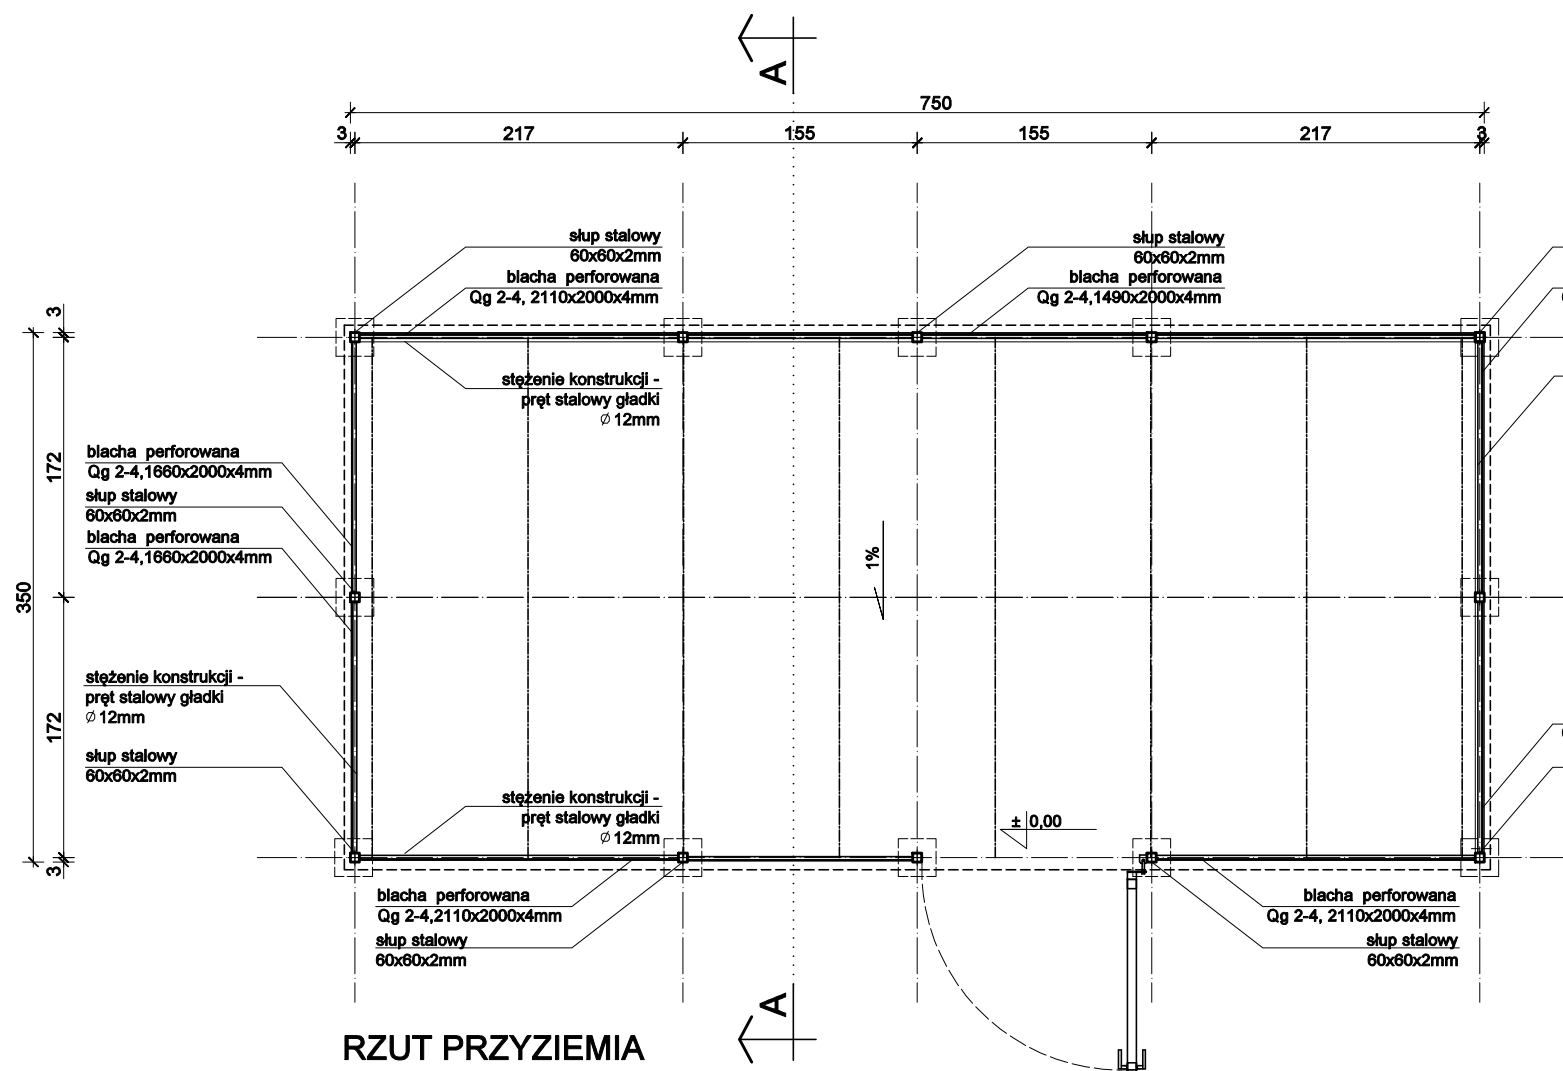 A
750
3
217
155
155
217
3
słup stalowy
60x60x2mm
blacha perforowana
Qg 2-4, 2110x2000x4mm
słup stalowy
60x60x2mm
blacha perforowana
Qg 2-4,1490x2000x4mm
stężenie konstrukcji -
pręt stalowy gładki
∅ 12mm
3
172
350
172
3
blacha perforowana
Qg 2-4,1660x2000x4mm
słup stalowy
60x60x2mm
blacha perforowana
Qg 2-4,1660x2000x4mm
1%
stężenie konstrukcji -
pręt stalowy gładki
∅ 12mm
słup stalowy
60x60x2mm
stężenie konstrukcji -
pręt stalowy gładki
∅ 12mm
± 0,00
blacha perforowana
Qg 2-4,2110x2000x4mm
słup stalowy
60x60x2mm
blacha perforowana
Qg 2-4, 2110x2000x4mm
słup stalowy
60x60x2mm
A
RZUT PRZYZIEMIA